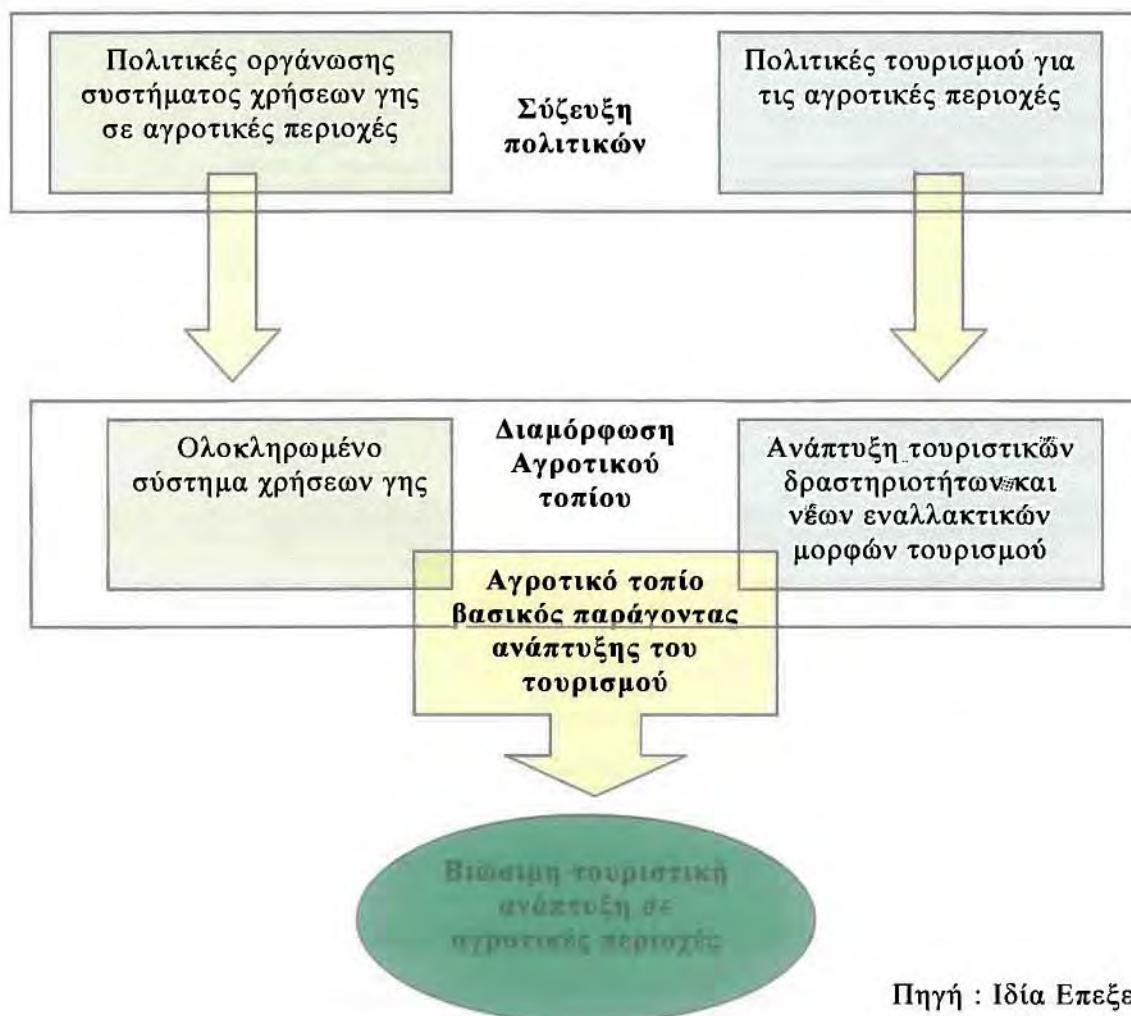 Πολιτικές οργάνωσης
συστήματος χρήσεων γης
σε αγροτικές περιοχές
Σύζευξη
πολιτικών
Πολιτικές τουρισμού για
τις αγροτικές περιοχές
Ολοκληρωμένο
σύστημα χρήσεων γης
Διαμόρφωση
Αγροτικού
τοπίου
Ανάπτυξη τουριστικών
δραστηριοτήτων και
νέων εναλλακτικών
μορφών τουρισμού
Αγροτικό τοπίο
βασικός παράγοντας
ανάπτυξης του
τουρισμού
Βιώσιμη τουριστική
ανάπτυξη σε
αγροτικές περιοχές
Πηγή : Ιδία Επεξε